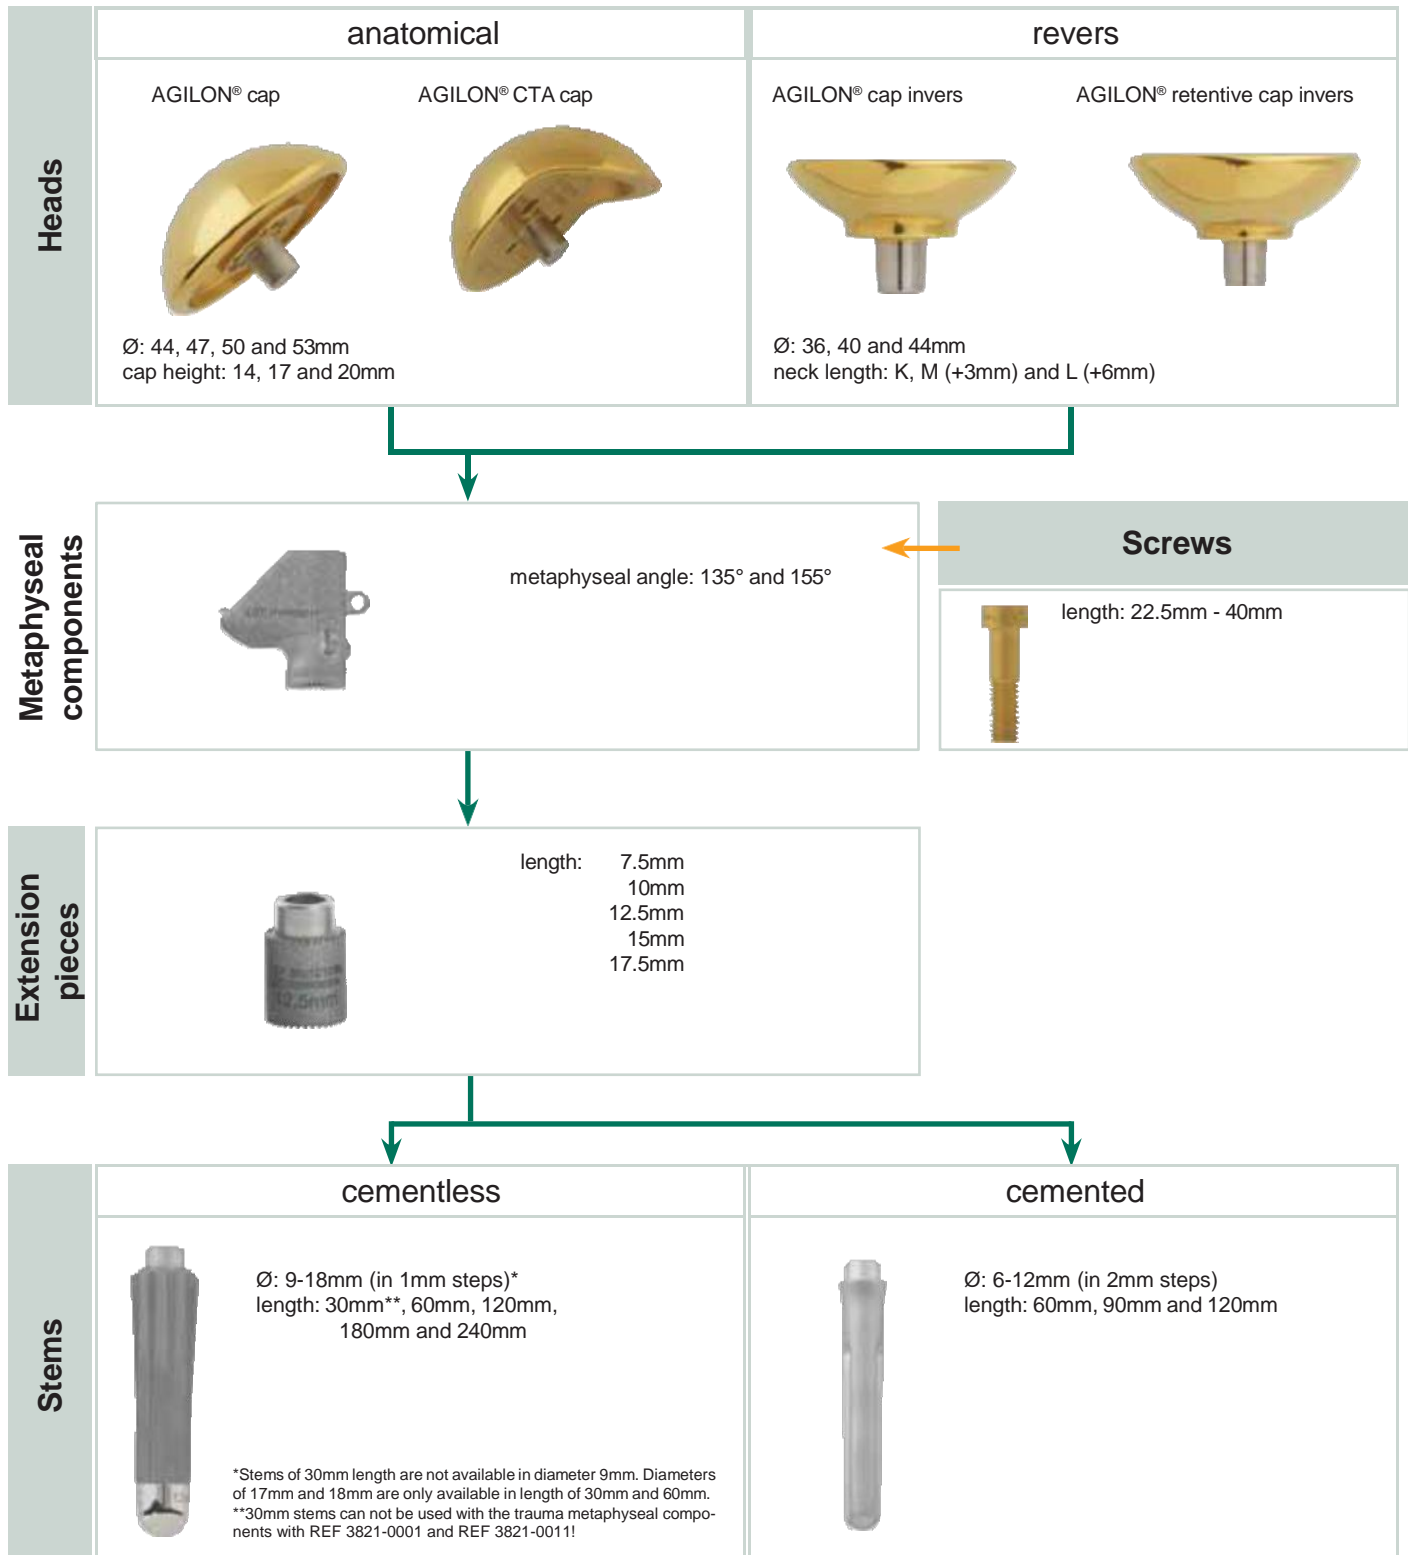 anatomical
revers
Heads
AGILON® cap
AGILON® CTA cap
AGILON® cap invers
AGILON® retentive cap invers
Ø: 44, 47, 50 and 53mm
cap height: 14, 17 and 20mm
Ø: 36, 40 and 44mm
neck length: K, M (+3mm) and L (+6mm)
Metaphyseal
components
metaphyseal angle: 135° and 155°
Screws
length: 22.5mm - 40mm
Extension
pieces
length: 7.5mm
10mm
12.5mm
15mm
17.5mm
12,5mm
Stems
cementless
cemented
Ø: 9-18mm (in 1mm steps)*
length: 30mm**, 60mm, 120mm,
180mm and 240mm
Ø: 6-12mm (in 2mm steps)
length: 60mm, 90mm and 120mm
*Stems of 30mm length are not available in diameter 9mm. Diameters
of 17mm and 18mm are only available in length of 30mm and 60mm.
**30mm stems can not be used with the trauma metaphyseal compo-
nents with REF 3821-0001 and REF 3821-0011!